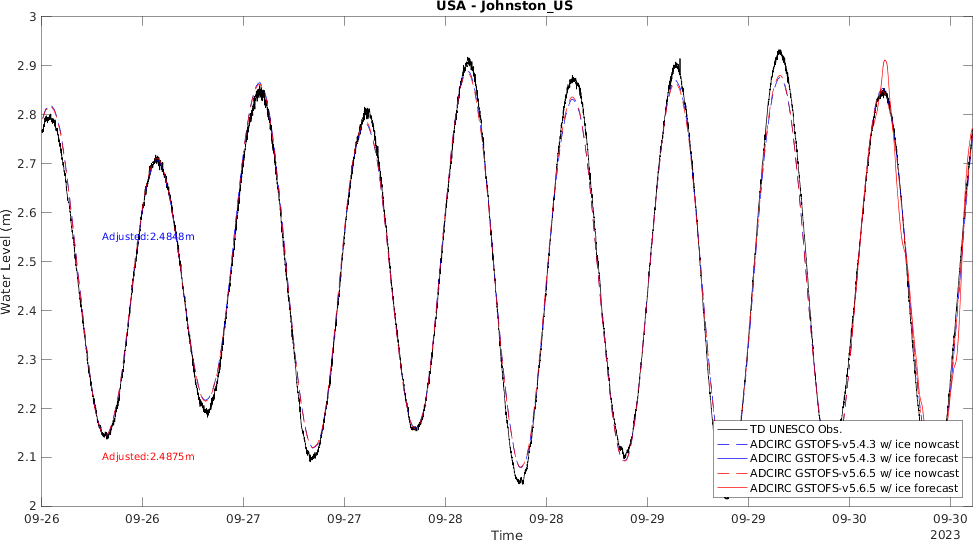 USA - Johnston_US
3
2.9
2.8
2.7
2.6
2.5
2.4
2.3
2.2
2.1
2
Water Level (m)
Adjusted:2.4848m
Adjusted:2.4875m
TD UNESCO Obs.
ADCIRC GSTOFS-v5.4.3 w/ ice nowcast
ADCIRC GSTOFS-v5.4.3 w/ ice forecast
ADCIRC GSTOFS-v5.6.5 w/ ice nowcast
ADCIRC GSTOFS-v5.6.5 w/ ice forecast
09-26 09-26 09-27 09-27 09-28 09-28 09-29 09-29 09-30 09-30
Time 2023